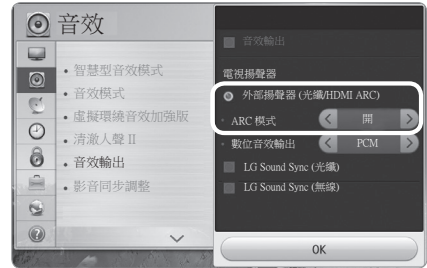 音效
智慧型音效模式
音效模式
虛擬環繞音效加強版
清澈人聲 II
音效輸出
影音同步調整
音效輸出
電視揚聲器
外部揚聲器 (光纖/HDMI ARC)
ARC 模式 開
數位音效輸出 PCM
LG Sound Sync (光纖)
LG Sound Sync (無線)
OK